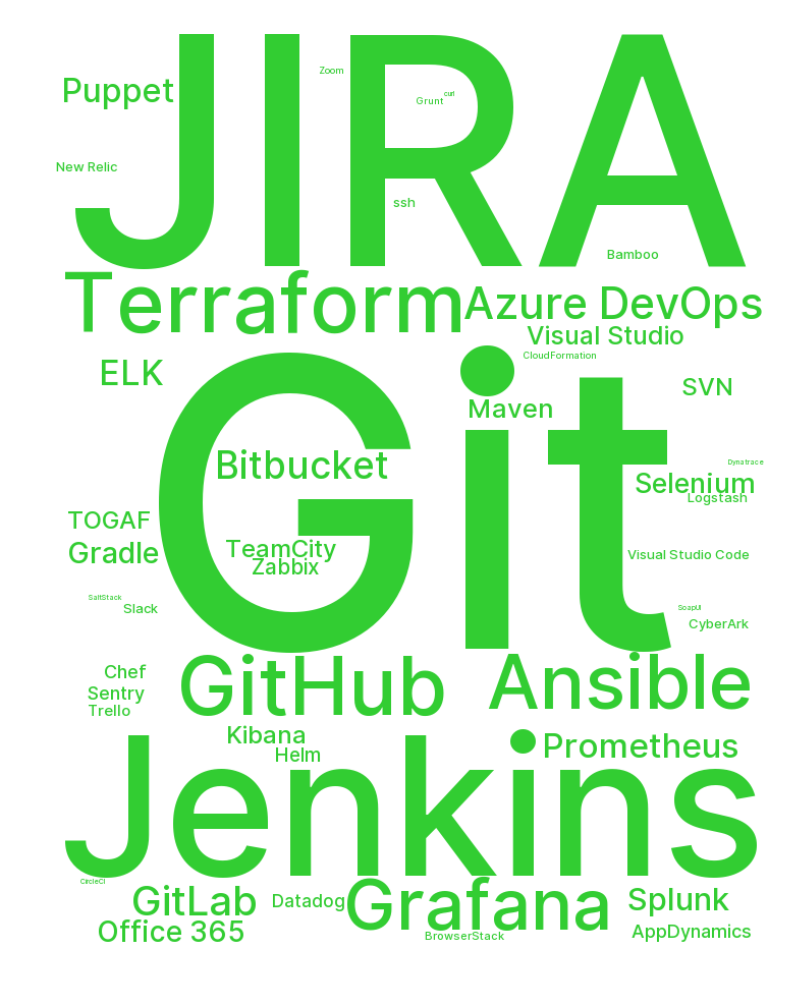 JIRA
Zoom
Puppet
curl
Grunt
New Relic
ssh
Bamboo
Terraform
Azure DevOps
Visual Studio
CloudFormation
ELK
SVN
Git
Maven
Bitbucket
Dynatrace
Selenium
Logstash
TOGAF
TeamCity
Gradle
Visual Studio Code
Zabbix
SaltStack
Slack
SoapUI
CyberArk
Chef
GitHub
Ansible
Sentry
Trello
Kibana
Prometheus
Helm
Jenkins
CircleCI
GitLab
Datadog
Grafana
Splunk
Office 365
BrowserStack
AppDynamics